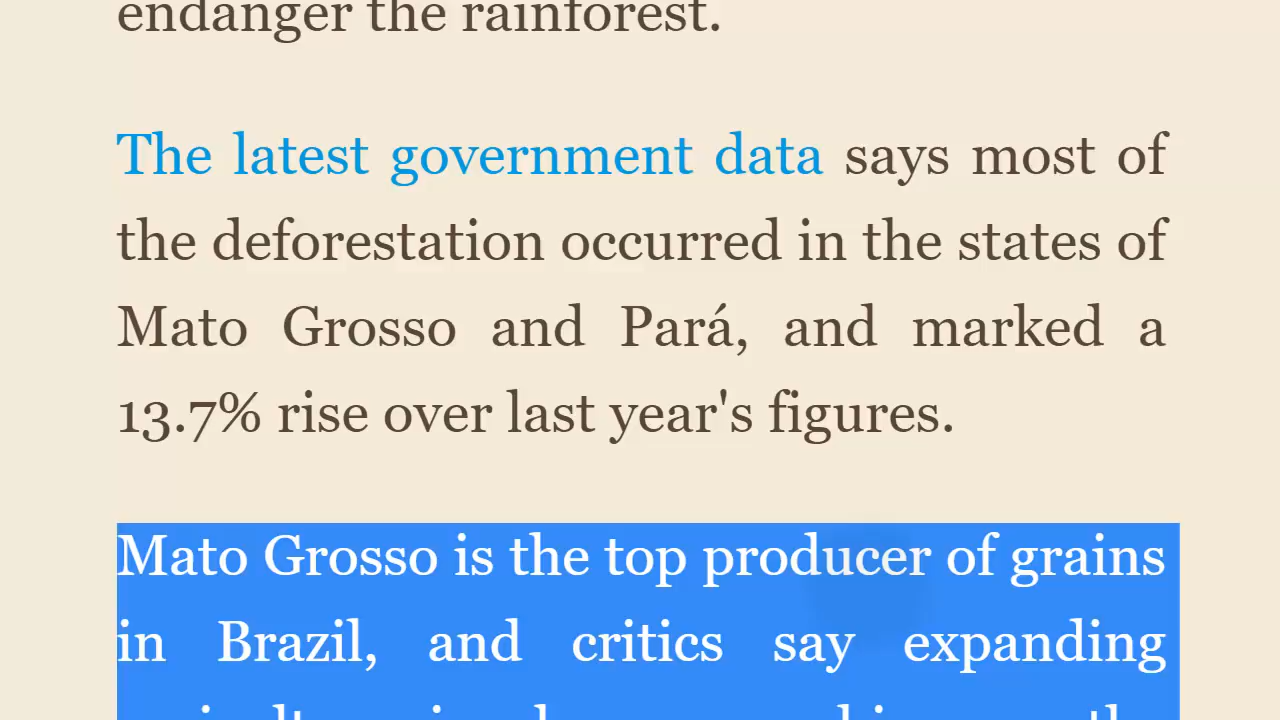 endanger the rainforest.
The latest government data says most of
the deforestation occurred in the states of
Mato Grosso and Pará, and marked a
13.7% rise over last year's figures.
Mato Grosso is the top producer of grains
in Brazil, and critics say expanding